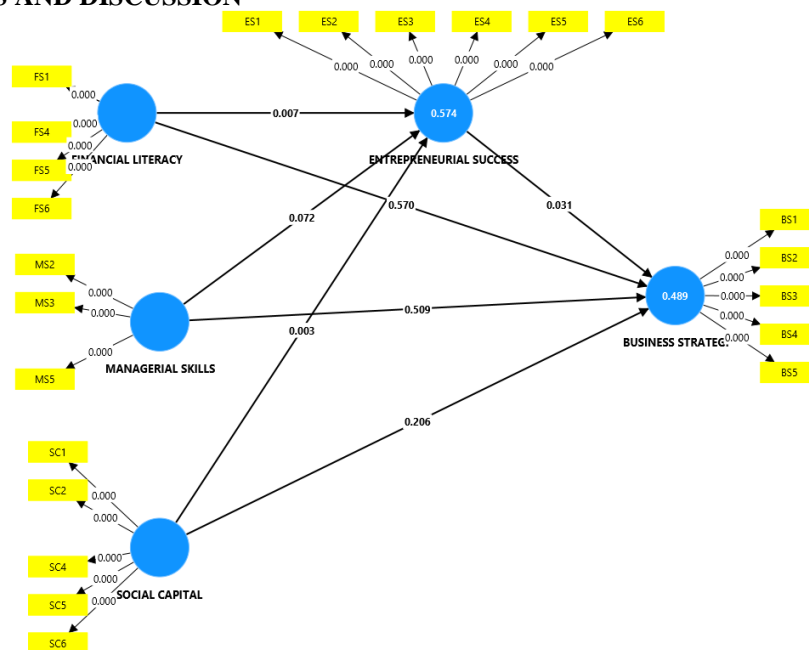 S AND DISCUSSION
ES1
ES2
ES3
ES4
ES5
ES6
0.000
0.000
0.000
0.000
0.000
0.000
FS1
FS4
FS5
FS6
0.000
0.000
0.000
0.000
FINANCIAL LITERACY
0.007
0.574
ENTREPRENEURIAL SUCCESS
0.570
0.072
0.031
MS2
MS3
MS5
0.000
0.000
0.000
MANAGERIAL SKILLS
0.509
0.003
0.489
BUSINESS STRATEG
BS1
BS2
BS3
BS4
BS5
0.000
0.000
0.000
0.000
0.000
0.206
SC1
SC2
SC4
SC5
SC6
0.000
0.000
0.000
0.000
0.000
SOCIAL CAPITAL